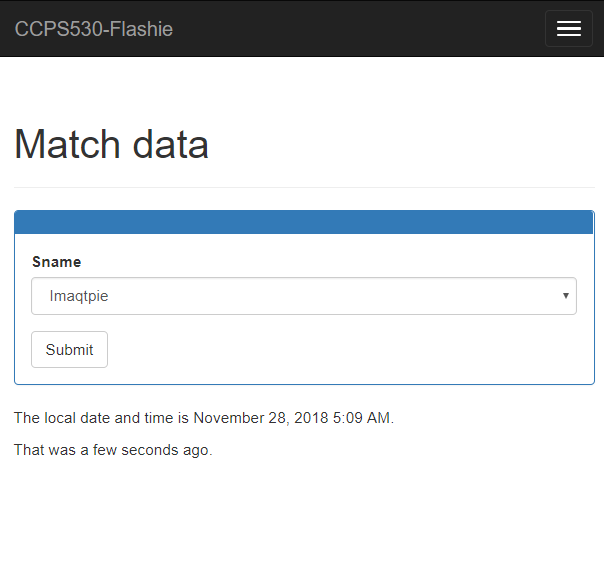 CCPS530-Flashie
Match data
Sname
Imaqtpie
Submit
The local date and time is November 28, 2018 5:09 AM.
That was a few seconds ago.